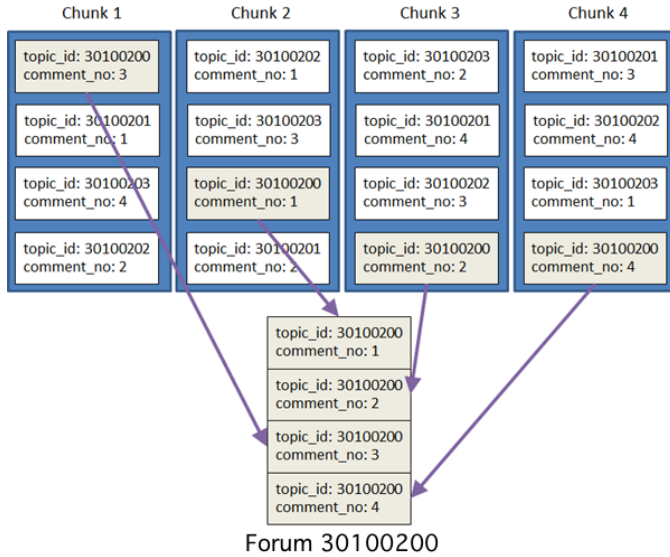 Chunk 1
topic_id: 30100200
comment_no: 3
topic_id: 30100201
comment_no: 1
topic_id: 30100203
comment_no: 4
topic_id: 30100202
comment_no: 2
Chunk 2
topic_id: 30100202
comment_no: 1
topic_id: 30100203
comment_no: 3
topic_id: 30100200
comment_no: 1
topic_id: 30100201
comment_no: 2
Chunk 3
topic_id: 30100203
comment_no: 2
topic_id: 30100201
comment_no: 4
topic_id: 30100202
comment_no: 3
topic_id: 30100200
comment_no: 2
Chunk 4
topic_id: 30100201
comment_no: 3
topic_id: 30100202
comment_no: 4
topic_id: 30100203
comment_no: 1
topic_id: 30100200
comment_no: 4
topic_id: 30100200
comment_no: 1
topic_id: 30100200
comment_no: 2
topic_id: 30100200
comment_no: 3
topic_id: 30100200
comment_no: 4
Forum 30100200